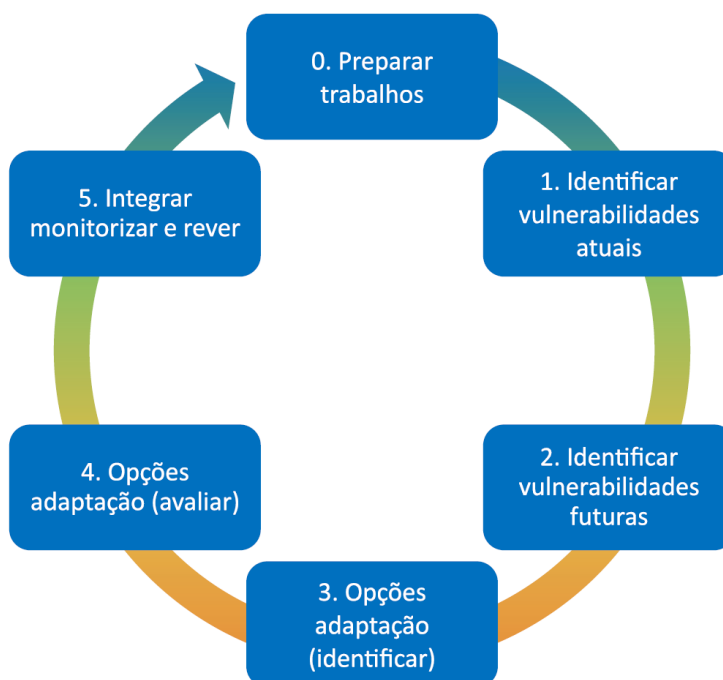 0. Preparar
trabalhos
1. Identificar
vulnerabilidades
atuais
2. Identificar
vulnerabilidades
futuras
3. Opções
adaptação
(identificar)
4. Opções
adaptação (avaliar)
5. Integrar
monitorizar e rever